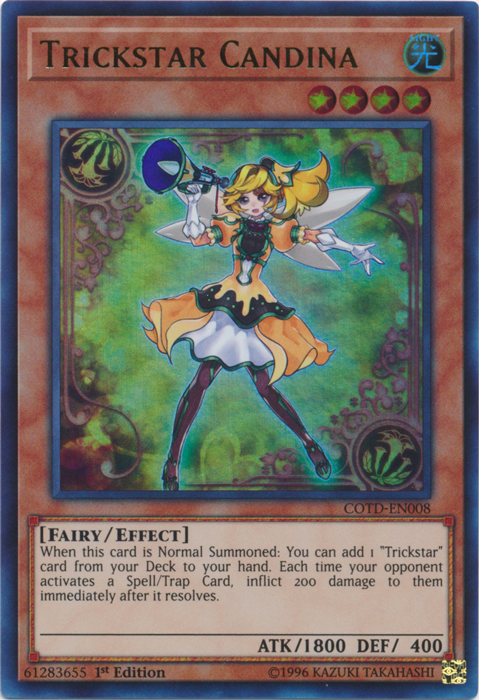 TRICKSTAR CANDINA
LIGHT
光
COTD-EN008
[FAIRY/EFFECT]
When this card is Normal Summoned: You can add 1 "Trickstar"
card from your Deck to your hand. Each time your opponent
activates a Spell/Trap Card, inflict 200 damage to them
immediately after it resolves.
ATK/1800 DEF/ 400
61283655 1st Edition ©1996 KAZUKI TAKAHASHI